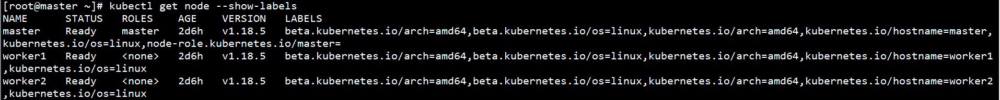 [root@master ~]# kubectl get node --show-labels
NAME      STATUS   ROLES    AGE    VERSION   LABELS
master    Ready    master   2d6h   v1.18.5   beta.kubernetes.io/arch=amd64,beta.kubernetes.io/os=linux,kubernetes.io/arch=amd64,kubernetes.io/hostname=master,
kubernetes.io/os=linux,node-role.kubernetes.io/master=
worker1   Ready    <none>   2d6h   v1.18.5   beta.kubernetes.io/arch=amd64,beta.kubernetes.io/os=linux,kubernetes.io/arch=amd64,kubernetes.io/hostname=worker1
,kubernetes.io/os=linux
worker2   Ready    <none>   2d6h   v1.18.5   beta.kubernetes.io/arch=amd64,beta.kubernetes.io/os=linux,kubernetes.io/arch=amd64,kubernetes.io/hostname=worker2
,kubernetes.io/os=linux